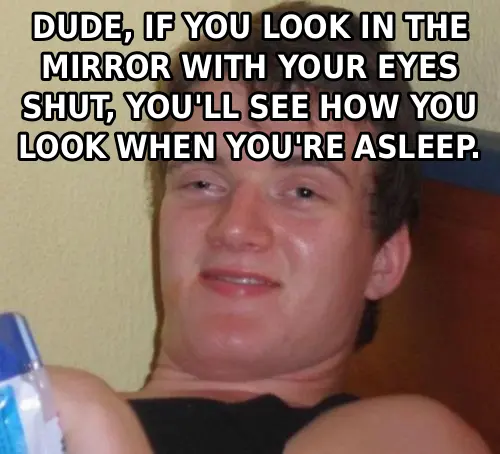 DUDE, IF YOU LOOK IN THE
MIRROR WITH YOUR EYES
SHUT, YOU'LL SEE HOW YOU
LOOK WHEN YOU'RE ASLEEP.